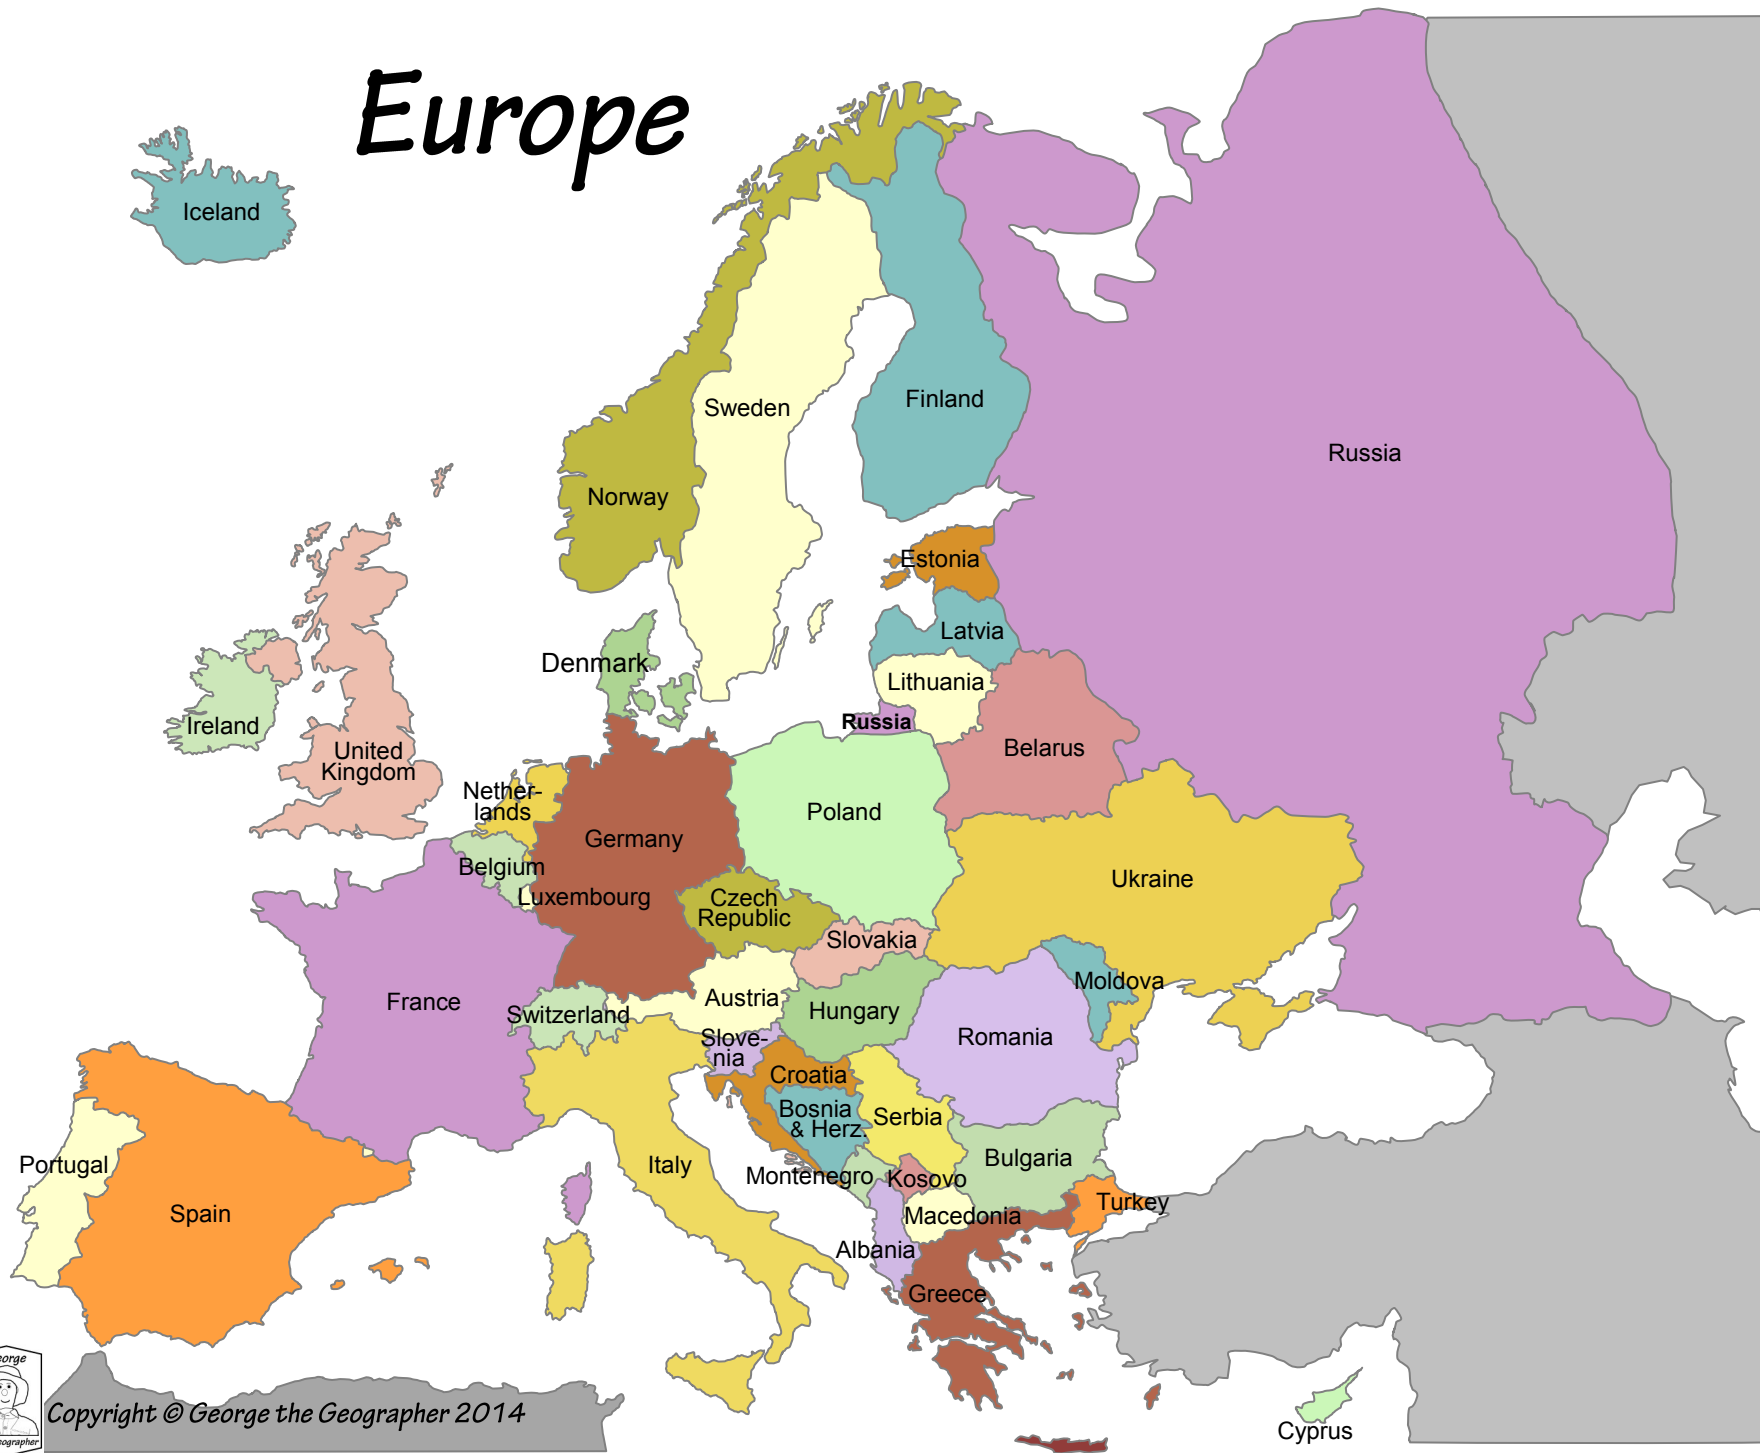 Europe
Iceland
Sweden
Finland
Russia
Norway
Estonia
Latvia
Denmark
Lithuania
Russia
Ireland
United
Kingdom
Belarus
Nether-
lands
Poland
Germany
Belgium
Ukraine
Luxembourg
Czech
Republic
Slovakia
Moldova
France
Austria
Switzerland
Hungary
Slove-
nia
Romania
Croatia
Bosnia
& Herz.
Serbia
Portugal
Italy
Bulgaria
Montenegro
Kosovo
Spain
Turkey
Macedonia
Albania
Greece
Copyright © George the Geographer 2014
Cyprus